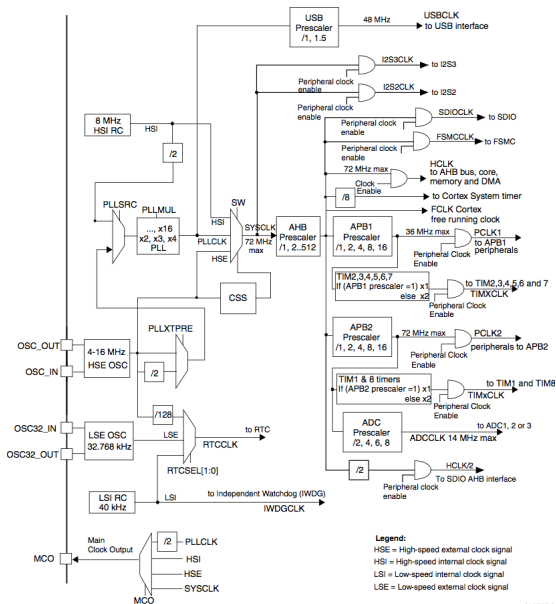 USB
Prescaler
/1, 1.5
48 MHz
USBCLK
to USB interface
I2S3CLK
to I2S3
Peripheral clock
enable
I2S2CLK
to I2S2
Peripheral clock
enable
SDIOCLK
to SDIO
Peripheral clock
enable
FSMCCLK
to FSMC
Peripheral clock
enable
8 MHz
HSI RC
HSI
/2
HCLK
to AHB bus, core,
memory and DMA
72 MHz max
Clock
Enable
/8
to Cortex System timer
FCLK Cortex
free running clock
PLLSRC
PLLMUL
..., x16
x2, x3, x4
PLL
SW
HSI
PLLCLK
HSE
SYSCLK
72 MHz
max
AHB
Prescaler
/1, 2..512
APB1
Prescaler
/1, 2, 4, 8, 16
36 MHz max
PCLK1
to APB1
peripherals
Peripheral Clock
Enable
CSS
TIM2,3,4,5,6,7
If (APB1 prescaler =1) x1
else x2
to TIM2,3,4,5,6 and 7
TIMXCLK
Peripheral Clock
Enable
PLLXTPRE
OSC_OUT
OSC_IN
4-16 MHz
HSE OSC
/2
APB2
Prescaler
/1, 2, 4, 8, 16
72 MHz max
PCLK2
peripherals to APB2
Peripheral Clock
Enable
TIM1 & 8 timers
If (APB2 prescaler =1) x1
else x2
to TIM1 and TIM8
TIMxCLK
Peripheral Clock
Enable
OSC32_IN
OSC32_OUT
LSE OSC
32.768 kHz
/128
LSE
to RTC
RTCCLK
RTCSEL[1:0]
ADC
Prescaler
/2, 4, 6, 8
to ADC1, 2 or 3
ADCCLK 14 MHz max
/2
HCLK/2
To SDIO AHB interface
Peripheral clock
enable
LSI RC
40 kHz
LSI
to Independent Watchdog (IWDG)
IWDGCLK
MCO
Main
Clock Output
/2
PLLCLK
HSI
HSE
SYSCLK
MCO
Legend:
HSE = High-speed external clock signal
HSI = High-speed internal clock signal
LSI = Low-speed internal clock signal
LSE = Low-speed external clock signal